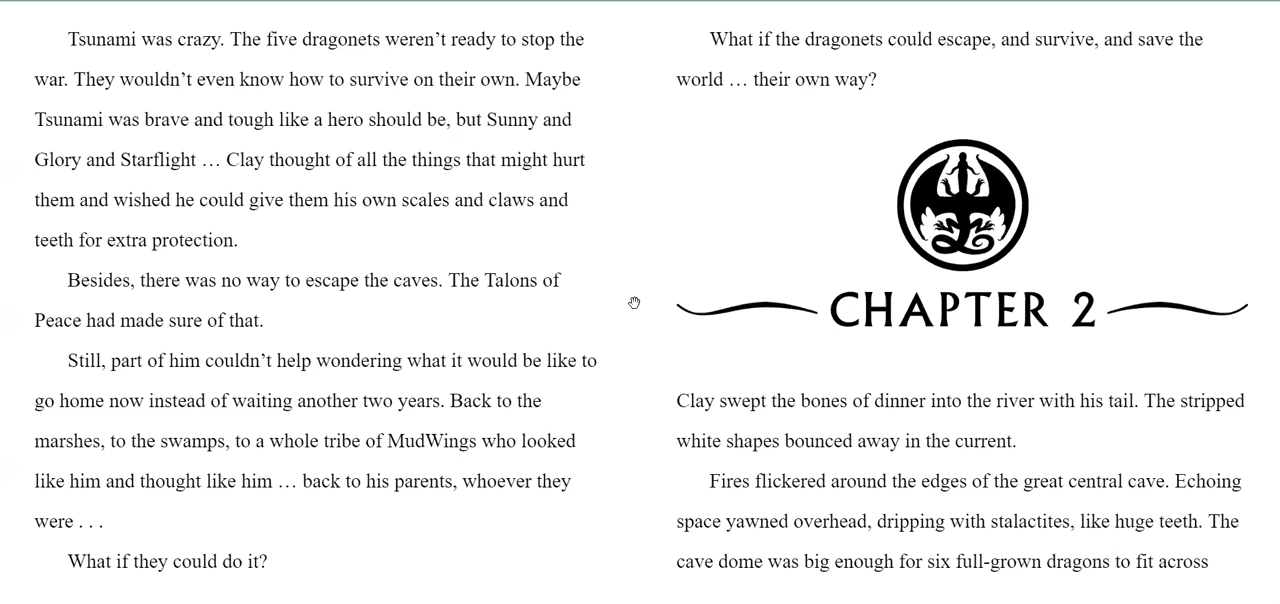 Tsunami was crazy. The five dragonets weren’t ready to stop the
war. They wouldn’t even know how to survive on their own. Maybe
Tsunami was brave and tough like a hero should be, but Sunny and
Glory and Starflight … Clay thought of all the things that might hurt
them and wished he could give them his own scales and claws and
teeth for extra protection.
Besides, there was no way to escape the caves. The Talons of
Peace had made sure of that.
Still, part of him couldn’t help wondering what it would be like to
go home now instead of waiting another two years. Back to the
marshes, to the swamps, to a whole tribe of MudWings who looked
like him and thought like him … back to his parents, whoever they
were . . .
What if they could do it?
What if the dragonets could escape, and survive, and save the
world … their own way?
CHAPTER 2
Clay swept the bones of dinner into the river with his tail. The stripped
white shapes bounced away in the current.
Fires flickered around the edges of the great central cave. Echoing
space yawned overhead, dripping with stalactites, like huge teeth. The
cave dome was big enough for six full-grown dragons to fit across